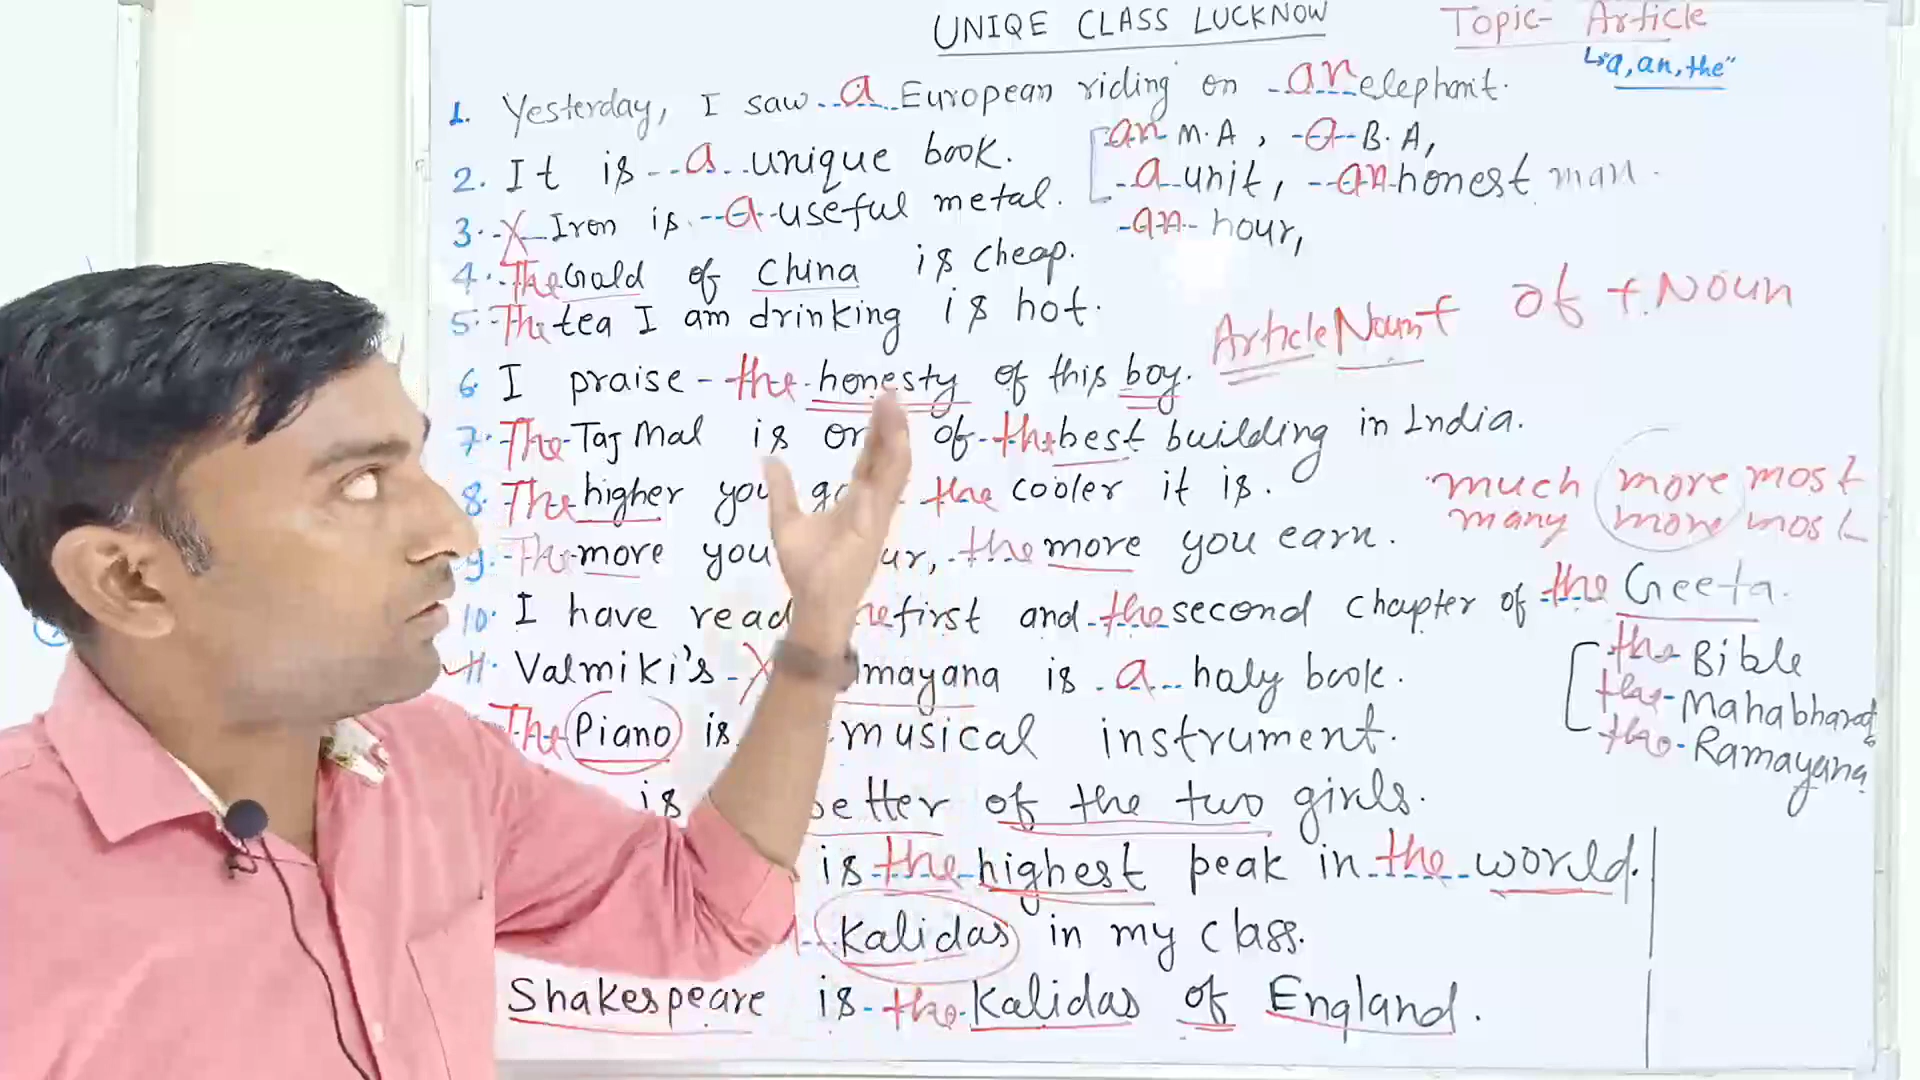 UNIQE CLASS LUCKNOW
Topic- Article
↳"a, an, the"
1. Yesterday, I saw a European riding on an elephant.
an M.A, a B.A,
2. It is a unique book.
a unit, an honest man.
3. X Iron is a useful metal.
an hour,
4. The Gold of China is cheap.
5. The tea I am drinking is hot.
Article Noun + of + Noun
6. I praise the honesty of this boy.
7. The Taj Mal is of the best building in India.
8. The higher you the cooler it is.
much more most
many more most
9. The more you ur, the more you earn.
10. I have read he first and the second chapter of the Geeta.
the Bible
the Mahabharat
the Ramayana
11. Valmiki's X mayana is a holy book.
The Piano is musical instrument.
is better of the two girls.
is the highest peak in the world.
Kalidas in my class.
Shakespeare is the Kalidas of England.